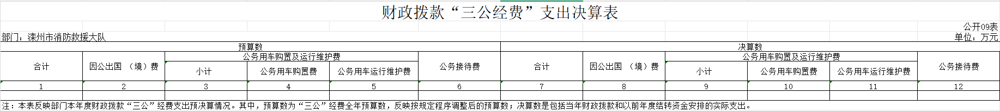 财政拨款“三公经费”支出决算表
公开09表
部门：滦州市消防救援大队 单位：万元
预算数 决算数
合计 因公出国 （境）费 公务用车购置及运行维护费 公务接待费 合计 因公出国 （境）费 公务用车购置及运行维护费 公务接待费
小计 公务用车购置费 公务用车运行维护费 小计 公务用车购置费 公务用车运行维护费
1 2 3 4 5 6 7 8 9 10 11 12
注：本表反映部门本年度财政拨款“三公”经费支出预决算情况。其中，预算数为“三公”经费全年预算数，反映按规定程序调整后的预算数；决算数是包括当年财政拨款和以前年度结转资金安排的实际支出。